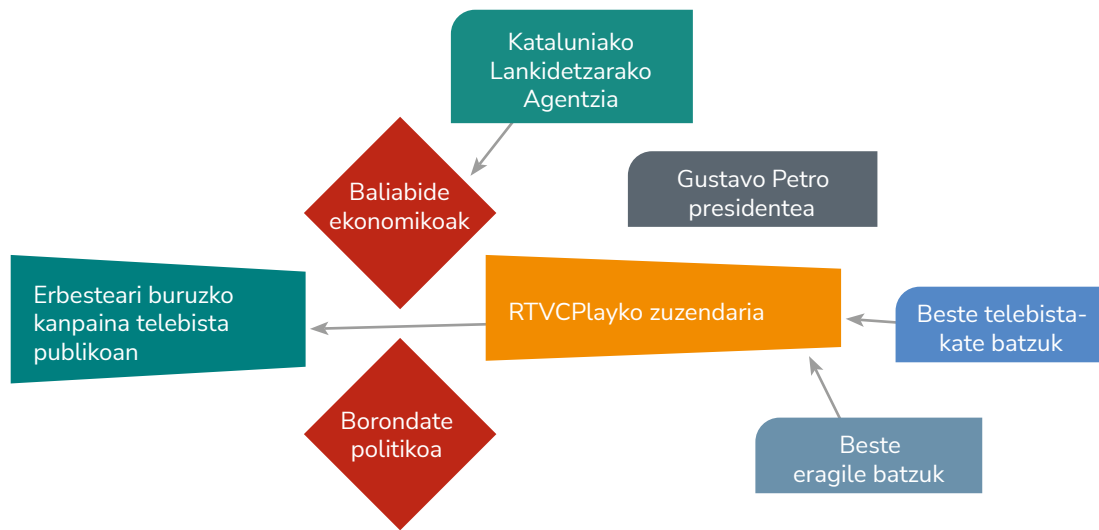 Kataluniako
Lankidetzarako
Agentzia
Baliabide
ekonomikoak
Gustavo Petro
presidentea
Erbesteari buruzko
kanpaina telebista
publikoan
RTVCPlayko zuzendaria
Beste telebista-
kate batzuk
Borondate
politikoa
Beste
eragile batzuk